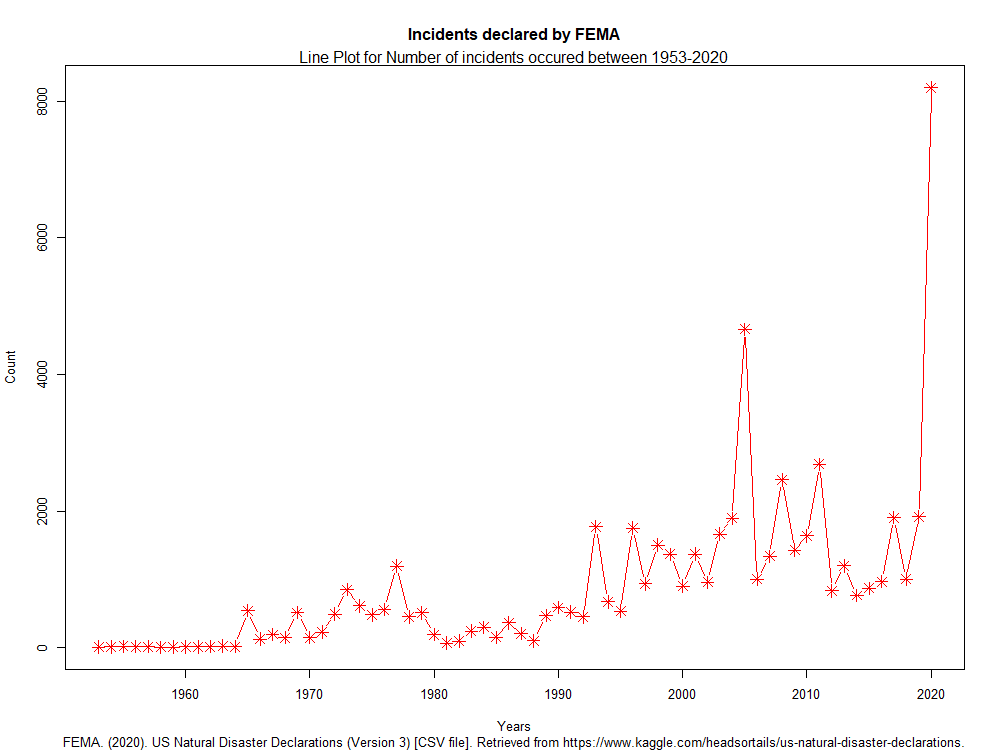 Incidents declared by FEMA
Line Plot for Number of incidents occured between 1953-2020
8000
6000
4000
2000
0
Count
1960 1970 1980 1990 2000 2010 2020
Years
FEMA. (2020). US Natural Disaster Declarations (Version 3) [CSV file]. Retrieved from https://www.kaggle.com/headsortails/us-natural-disaster-declarations.